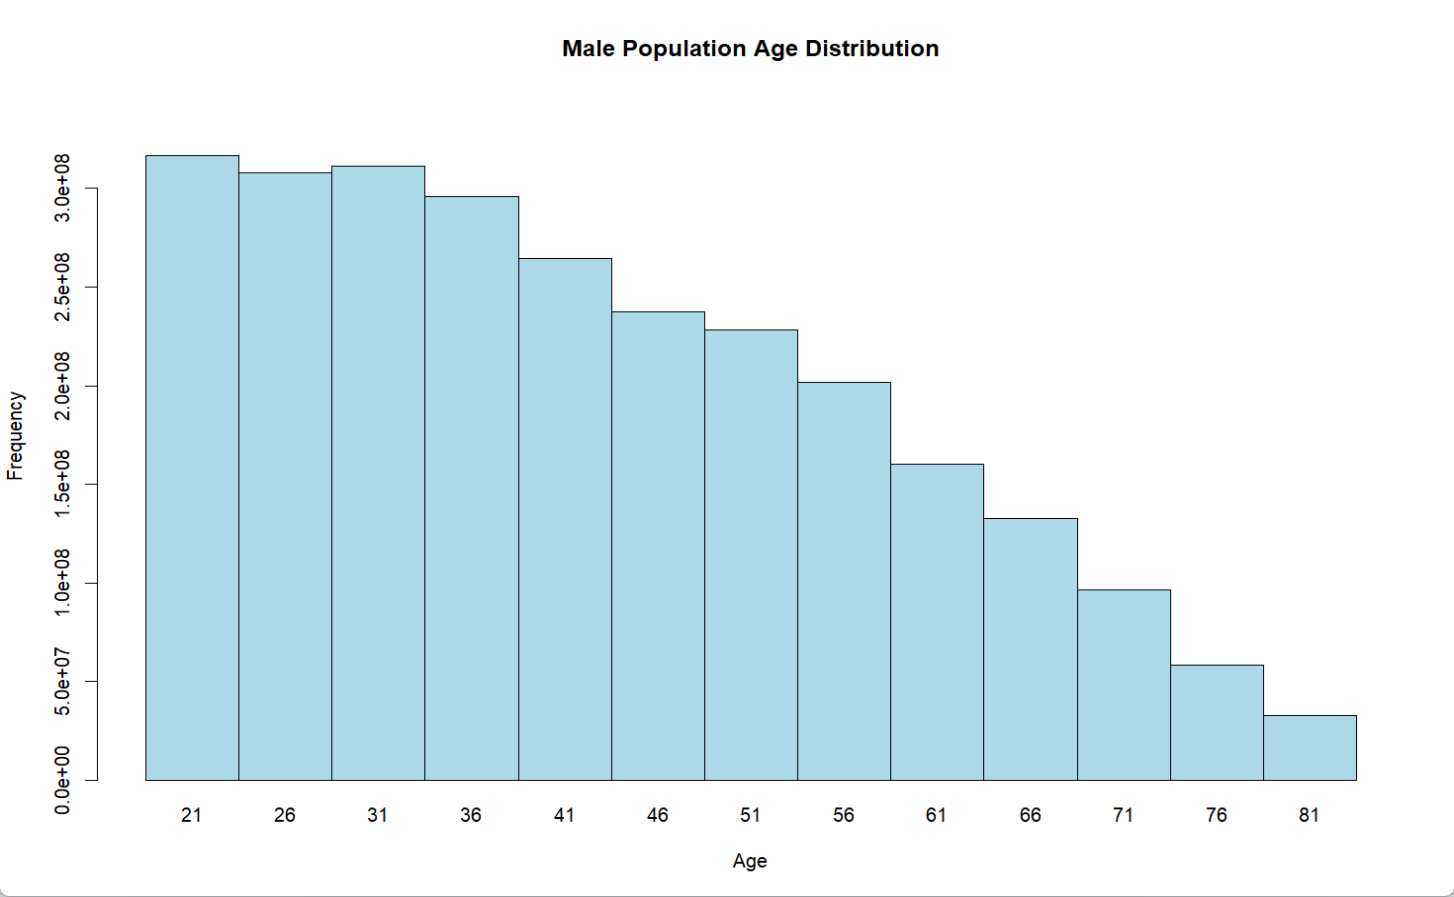 Male Population Age Distribution
Frequency
3.0e+08
2.5e+08
2.0e+08
1.5e+08
1.0e+08
5.0e+07
0.0e+00
21 26 31 36 41 46 51 56 61 66 71 76 81
Age